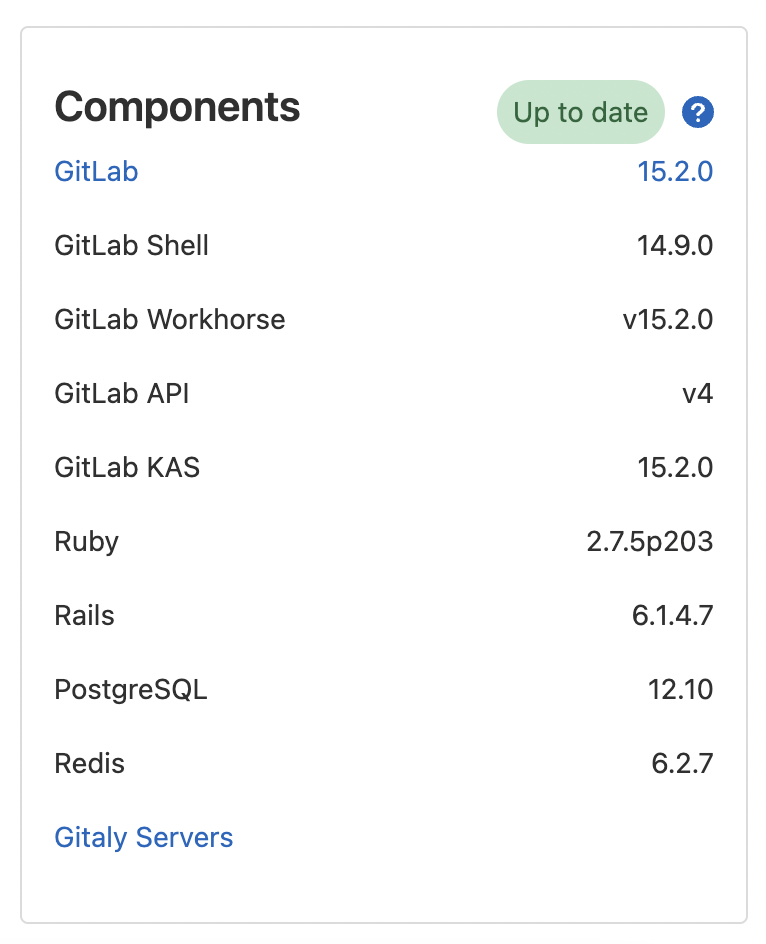 Components Up to date ?
GitLab 15.2.0
GitLab Shell 14.9.0
GitLab Workhorse v15.2.0
GitLab API v4
GitLab KAS 15.2.0
Ruby 2.7.5p203
Rails 6.1.4.7
PostgreSQL 12.10
Redis 6.2.7
Gitaly Servers